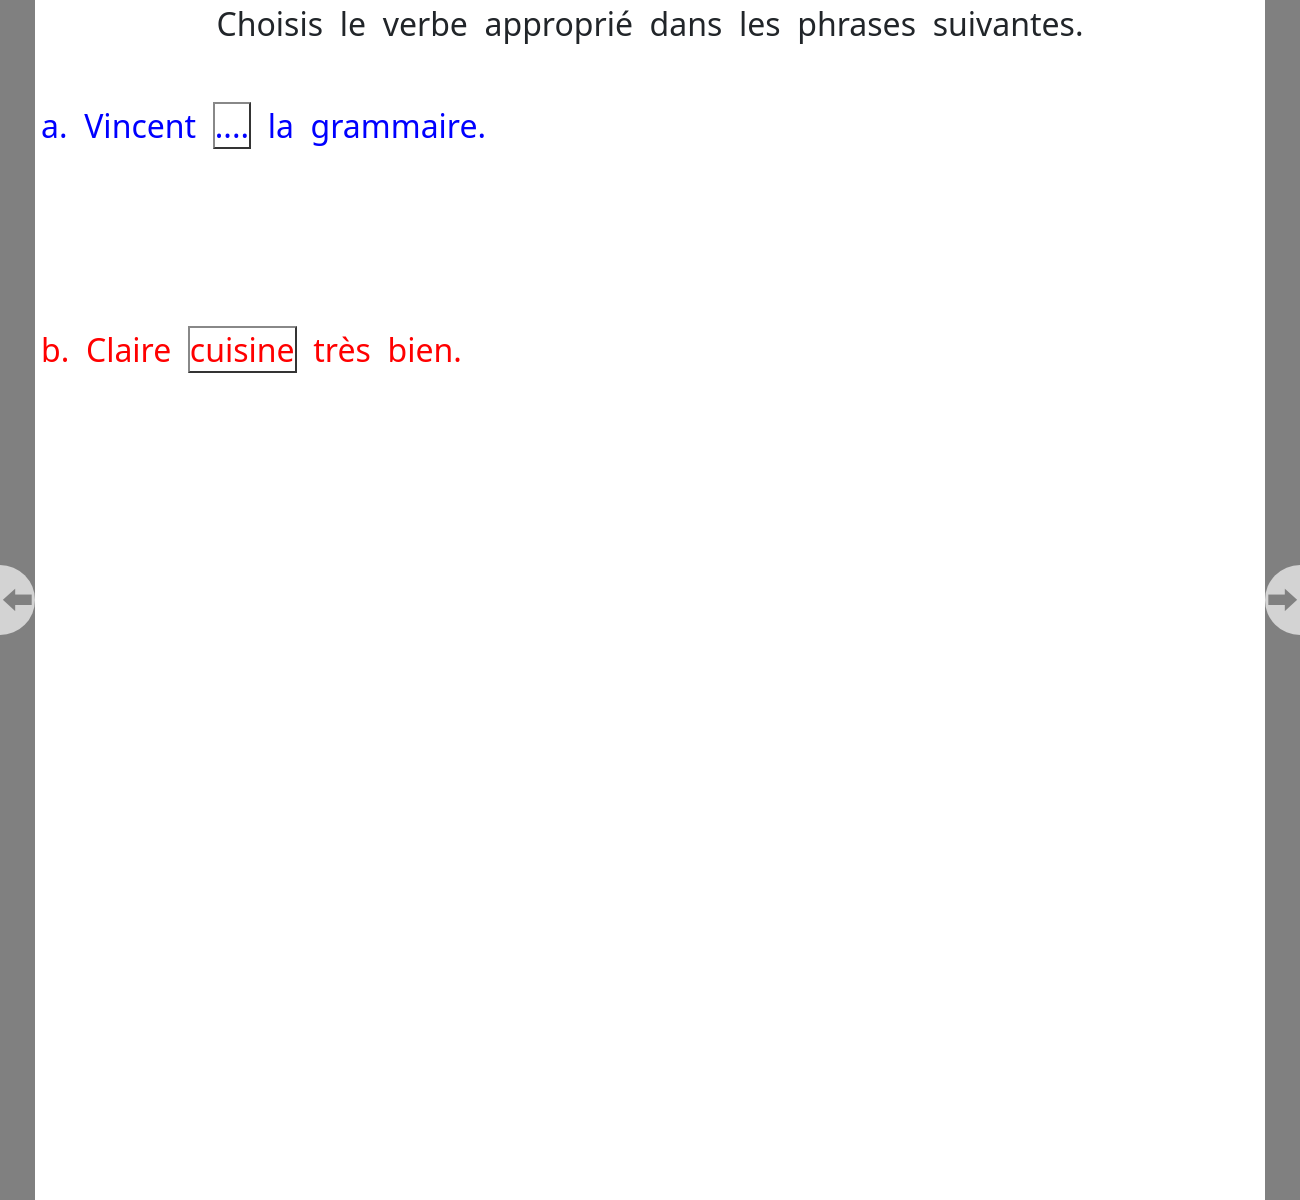 Choisis le verbe approprié dans les phrases suivantes.
a. Vincent .... la grammaire.
b. Claire cuisine très bien.